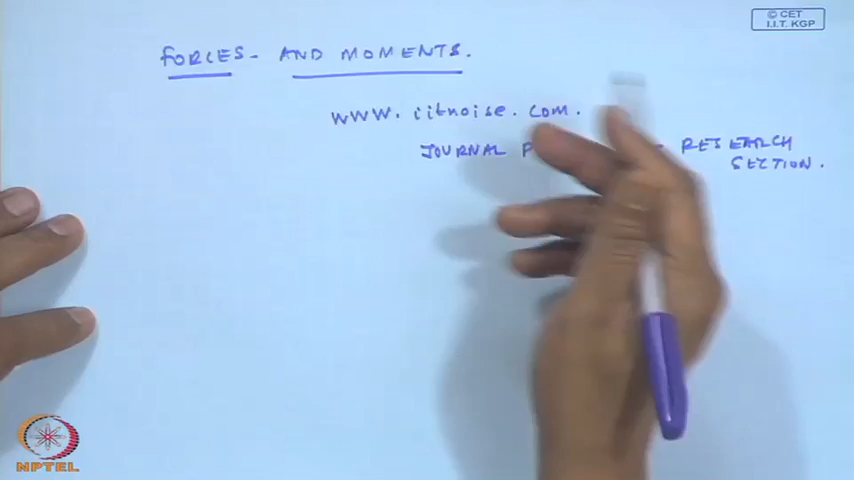 © CET
I.I.T. KGP
FORCES - AND MOMENTS.
www. iitnoise. com.
JOURNAL RESEARCH
SECTION.
NPTEL